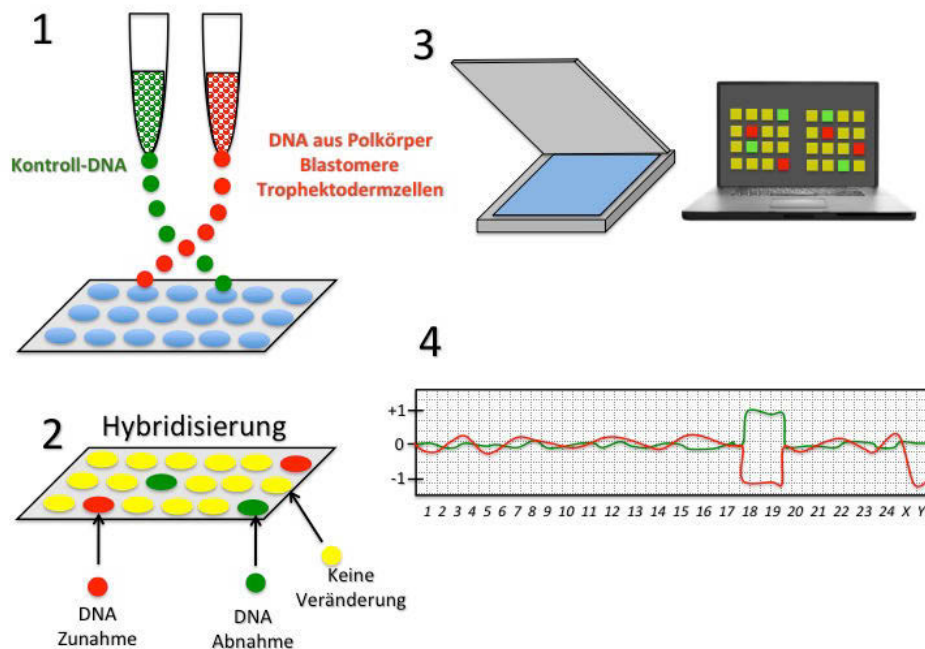 1
Kontroll-DNA
DNA aus Polkörper
Blastomere
Trophektodermzellen
2
Hybridisierung
DNA
Zunahme
DNA
Abnahme
Keine
Veränderung
3
4
+1
0
-1
1 2 3 4 5 6 7 8 9 10 11 12 13 14 15 16 17 18 19 20 21 22 23 24 X Y